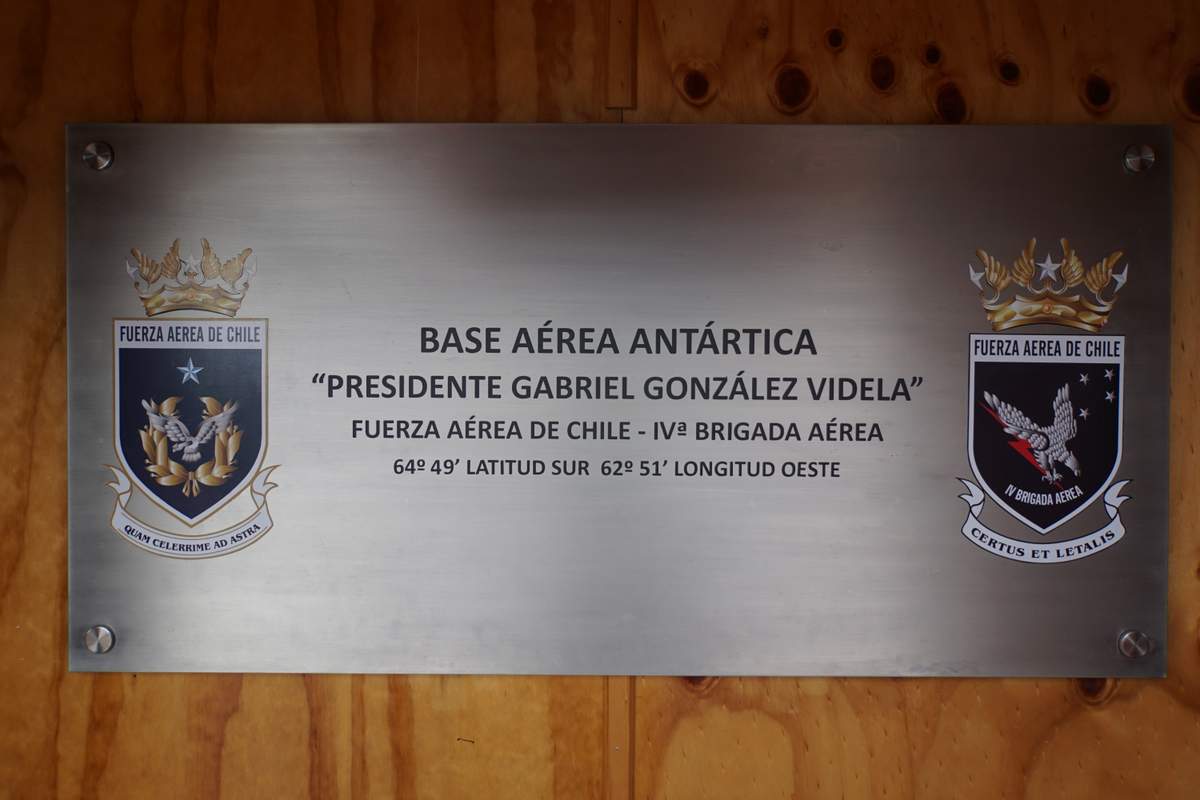 BASE AÉREA ANTÁRTICA
“PRESIDENTE GABRIEL GONZÁLEZ VIDELA”
FUERZA AÉREA DE CHILE - IVª BRIGADA AÉREA
64º 49’ LATITUD SUR 62º 51’ LONGITUD OESTE
FUERZA AEREA DE CHILE
QUAM CELERRIME AD ASTRA
FUERZA AEREA DE CHILE
IV BRIGADA AEREA
CERTUS ET LETALIS